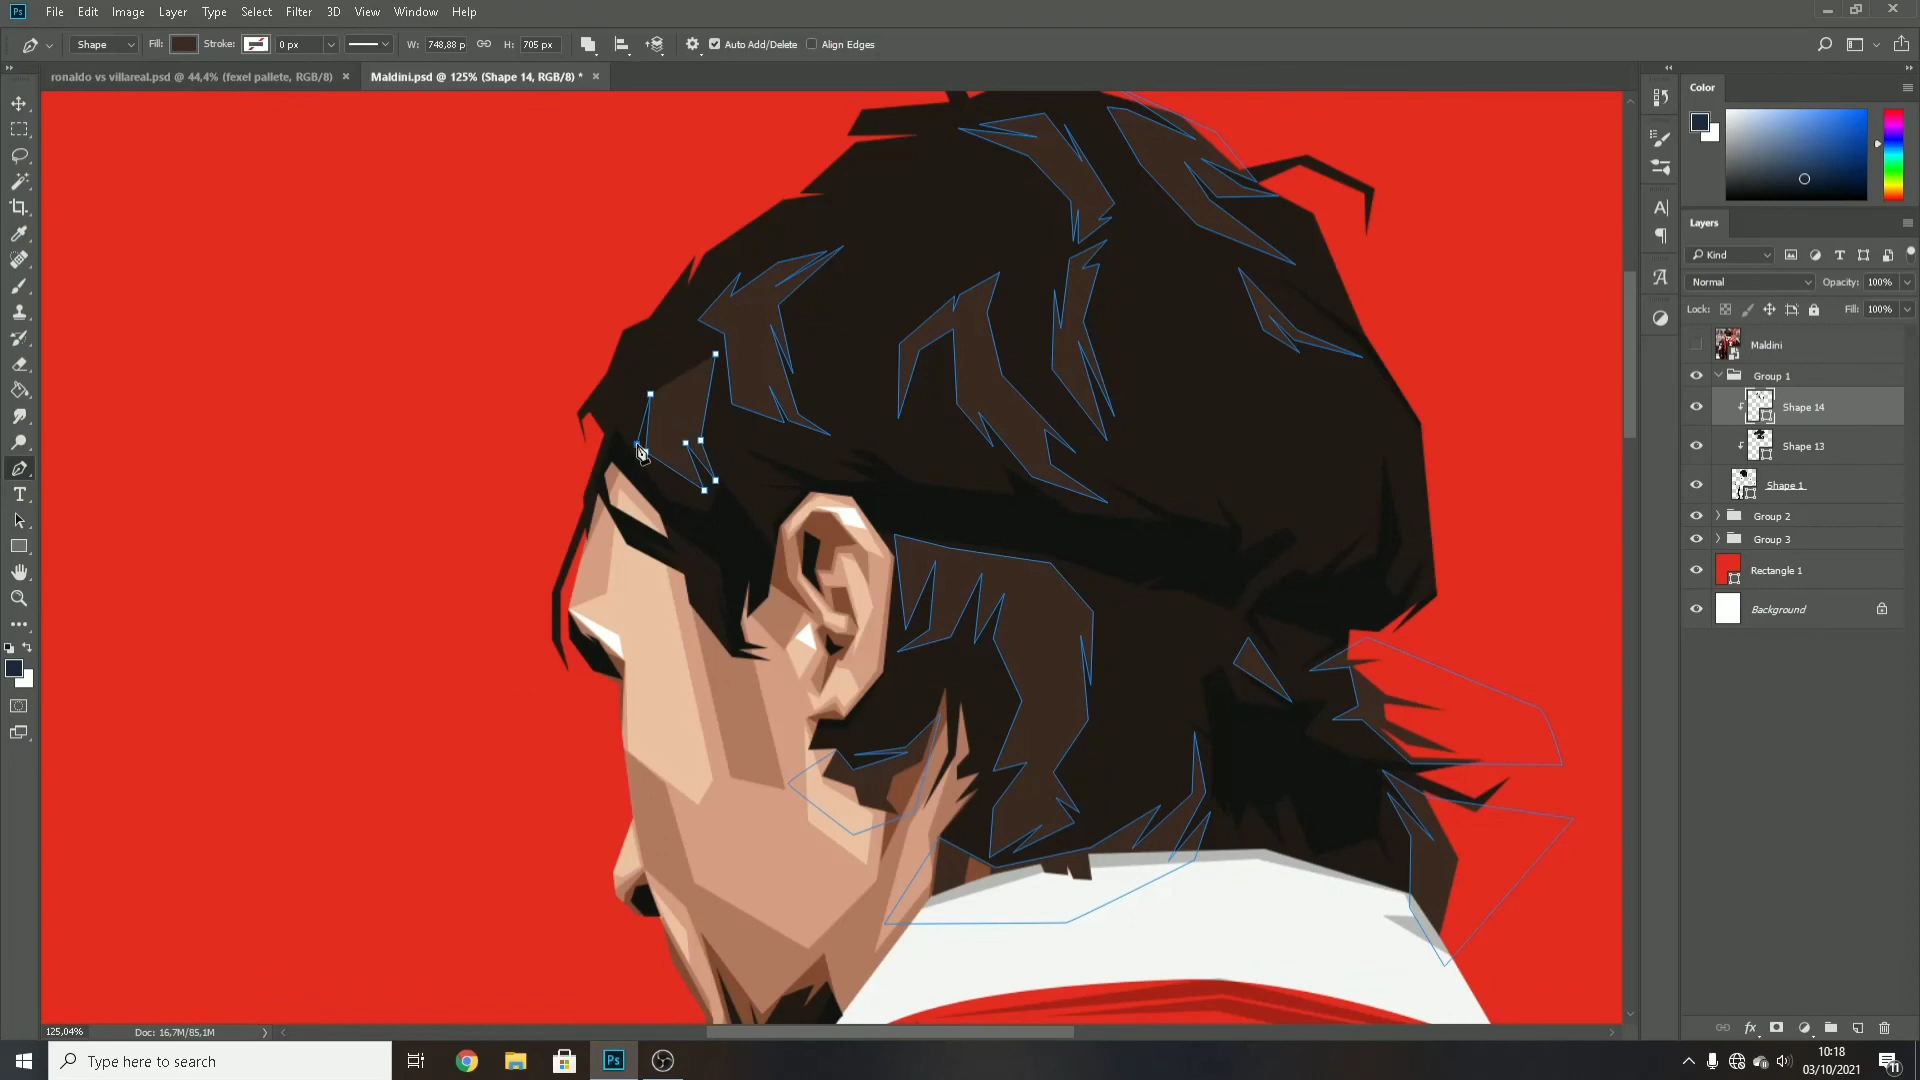 Ps File Edit Image Layer Type Select Filter 3D View Window Help
Shape Fill: Stroke: 0 px W: 748,88 p H: 705 px Auto Add/Delete Align Edges
ronaldo vs villareal.psd @ 44,4% (fexel pallete, RGB/8) × Maldini.psd @ 125% (Shape 14, RGB/8) * ×
Color
Layers
Kind
Normal Opacity: 100%
Lock: Fill: 100%
Maldini
Group 1
Shape 14
Shape 13
Shape 1
Group 2
Group 3
Rectangle 1
Background
125,04% Doc: 16,7M/85,1M
Type here to search
Ps
10:18
03/10/2021
11